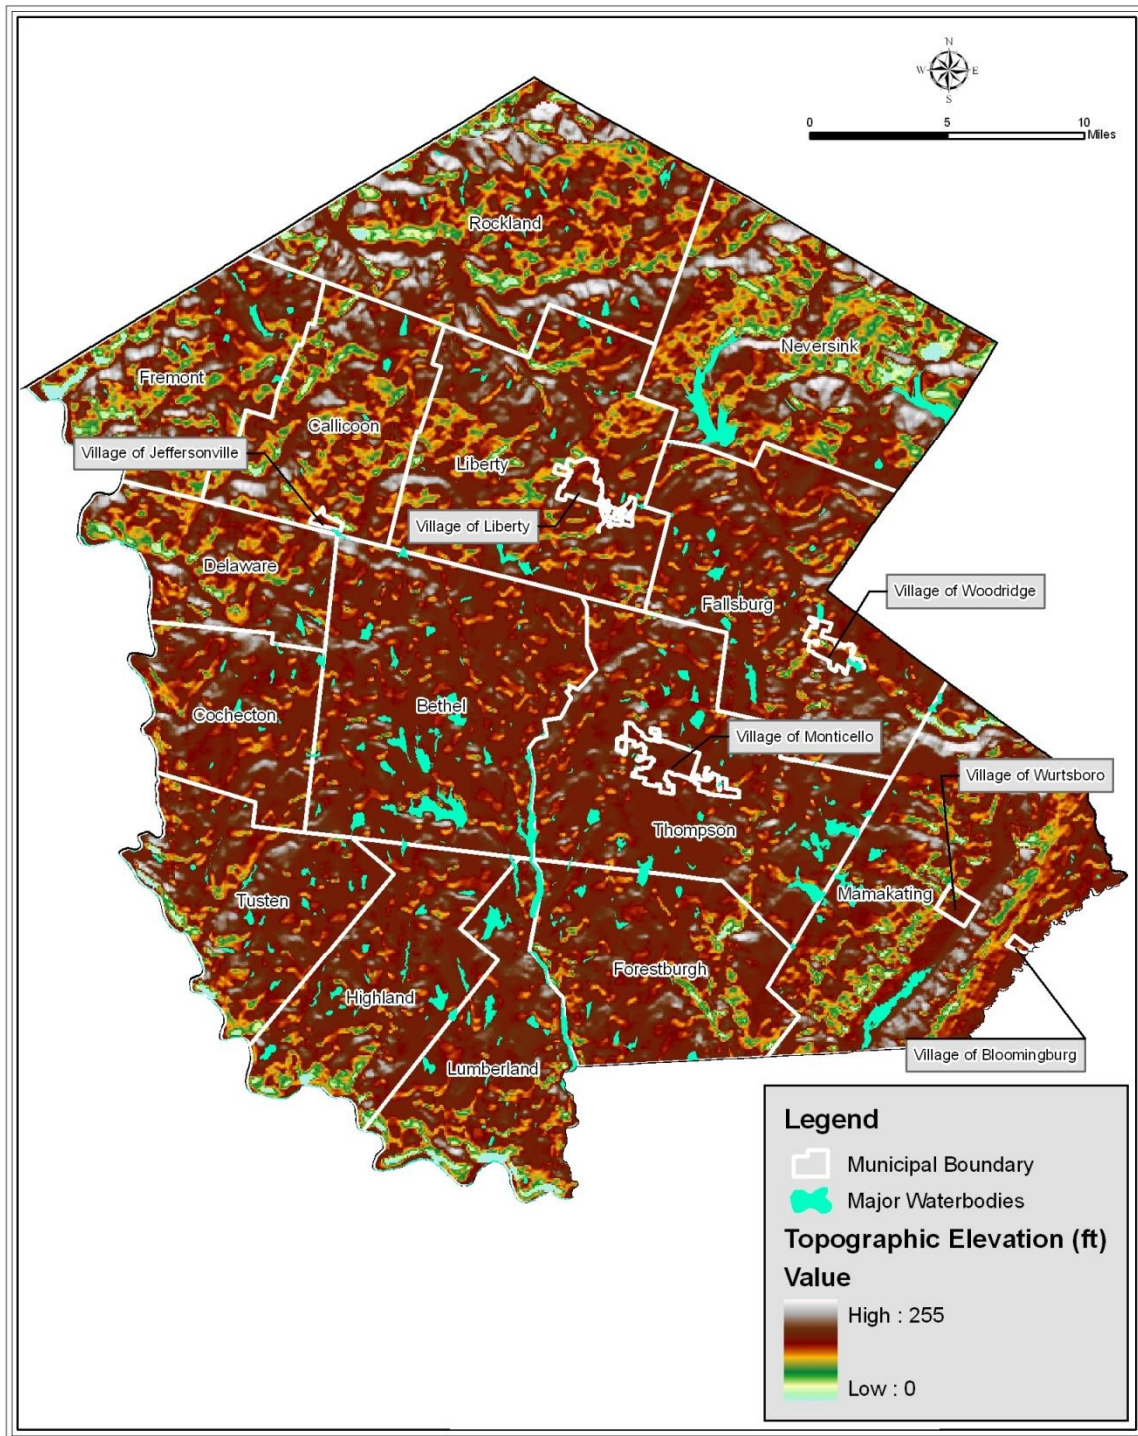 N
W E
S
0 5 10
Miles
Rockland
Neversink
Fremont
Callicoon
Village of Jeffersonville
Liberty
Village of Liberty
Delaware
Fallsburg
Village of Woodridge
Bethel
Cochecton
Village of Monticello
Village of Wurtsboro
Thompson
Mamakating
Tusten
Forestburgh
Highland
Village of Bloomingburg
Lumberland
Legend
Municipal Boundary
Major Waterbodies
Topographic Elevation (ft)
Value
High : 255
Low : 0